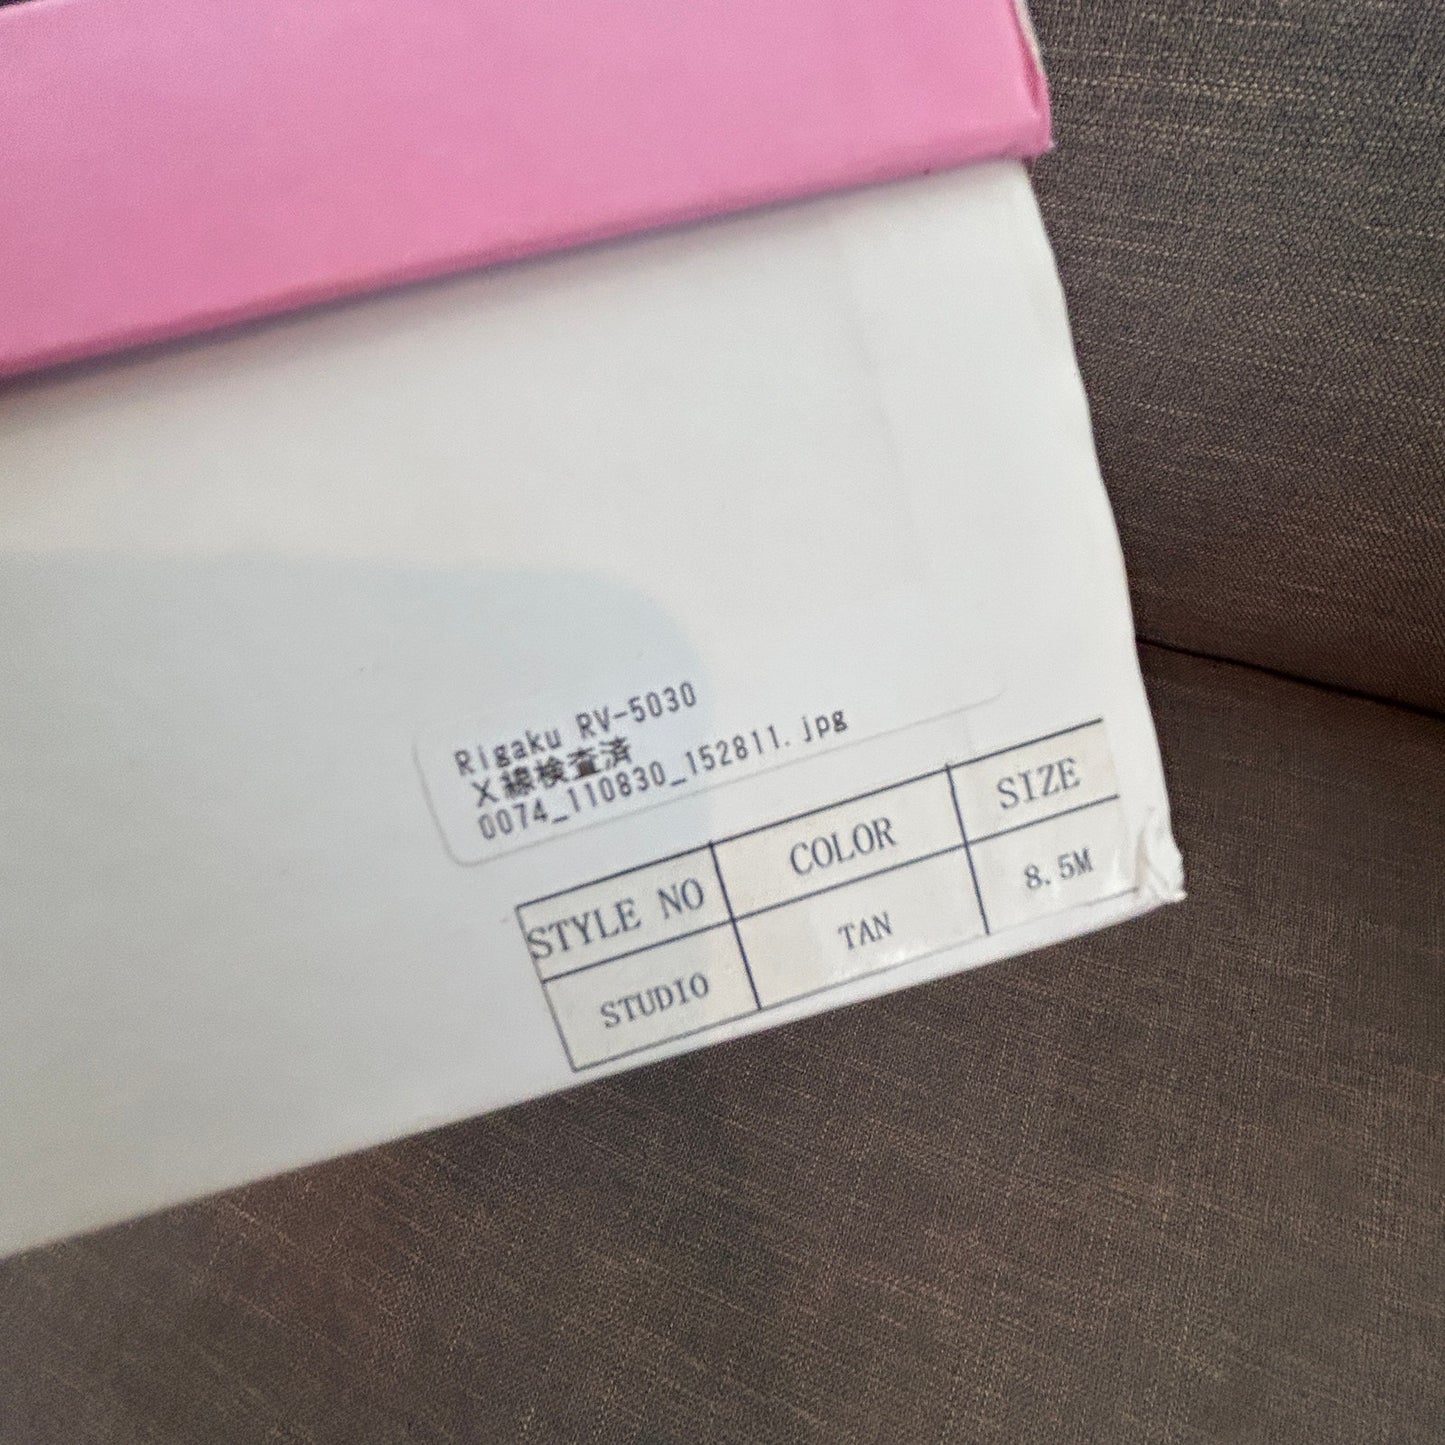 Rigaku RV-5030
X線検査済
0074_110830_152811.jpg
STYLE NO COLOR SIZE
STUDIO TAN 8.5M